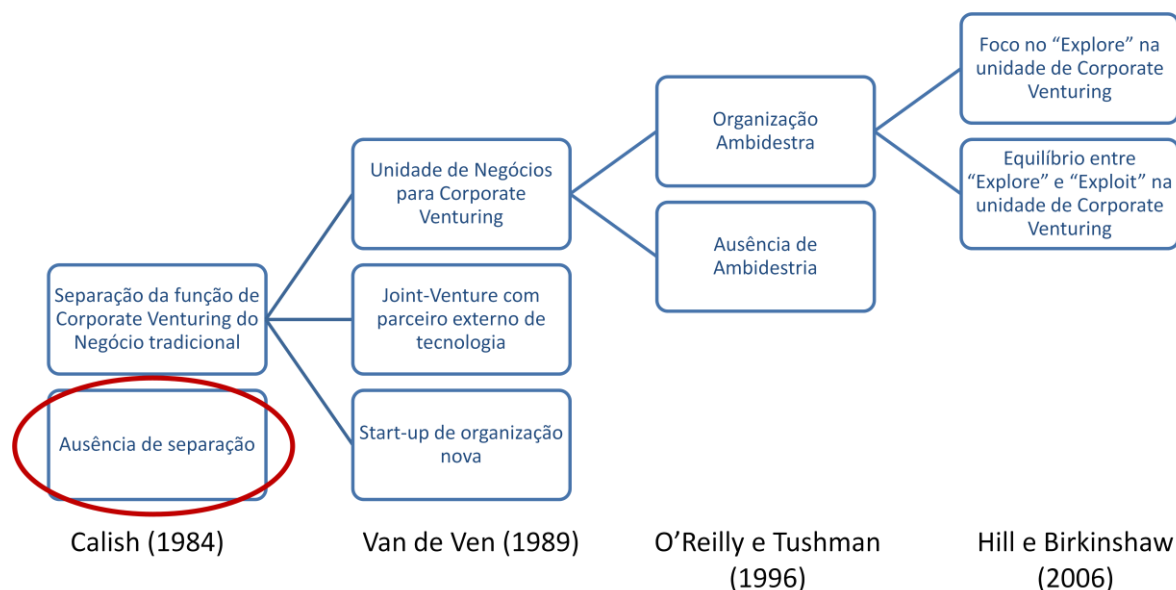 Separação da função de
Corporate Venturing do
Negócio tradicional
Ausência de separação
Calish (1984)
Unidade de Negócios
para Corporate
Venturing
Joint-Venture com
parceiro externo de
tecnologia
Start-up de organização
nova
Van de Ven (1989)
Organização
Ambidestra
Ausência de
Ambidestria
O’Reilly e Tushman
(1996)
Foco no “Explore” na
unidade de Corporate
Venturing
Equilíbrio entre
“Explore” e “Exploit” na
unidade de Corporate
Venturing
Hill e Birkinshaw
(2006)